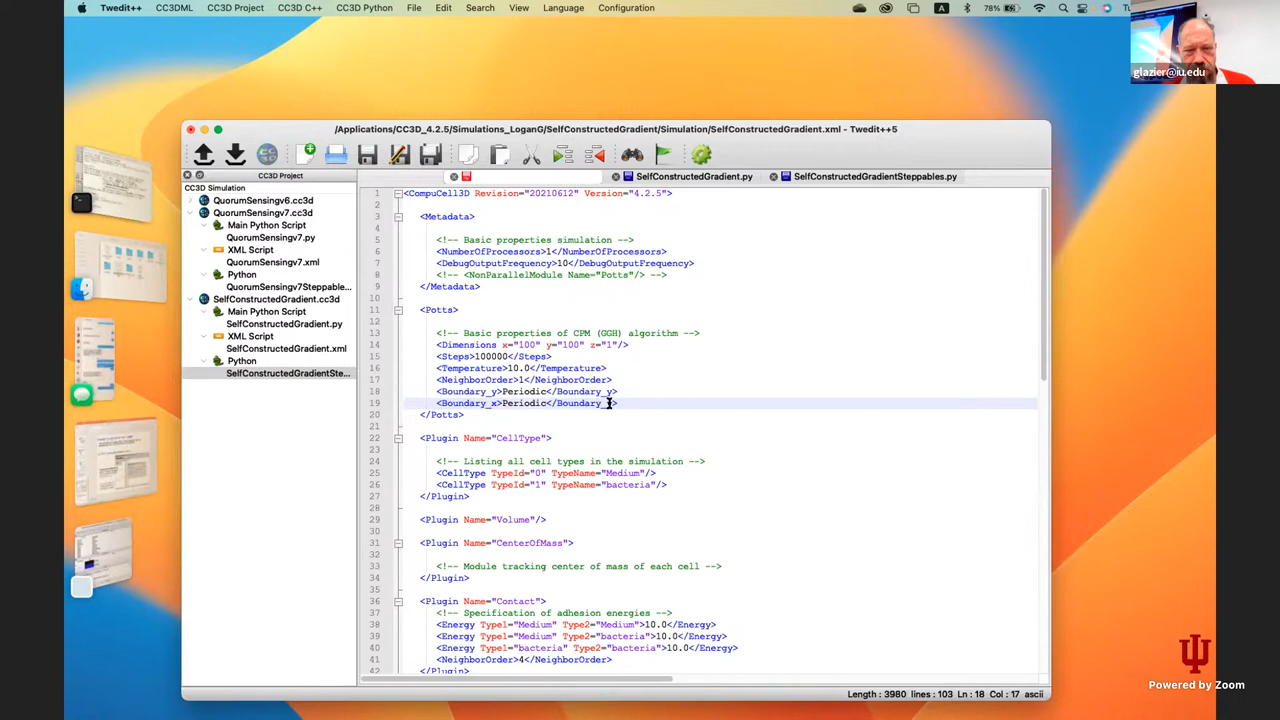 Twedit++ CC3DML CC3D Project CC3D C++ CC3D Python File Edit Search View Language Configuration
A 78%
glazier@iu.edu
/Applications/CC3D_4.2.5/Simulations_LoganG/SelfConstructedGradient/Simulation/SelfConstructedGradient.xml - Twedit++5
CC3D Project
SelfConstructedGradient.py
SelfConstructedGradientSteppables.py
CC3D Simulation
QuorumSensingv6.cc3d
QuorumSensingv7.cc3d
Main Python Script
QuorumSensingv7.py
XML Script
QuorumSensingv7.xml
Python
QuorumSensingv7Steppable...
SelfConstructedGradient.cc3d
Main Python Script
SelfConstructedGradient.py
XML Script
SelfConstructedGradient.xml
Python
SelfConstructedGradientSte...
1 <CompuCell3D Revision="20210612" Version="4.2.5">
2
3 <Metadata>
4
5 <!-- Basic properties simulation -->
6 <NumberOfProcessors>1</NumberOfProcessors>
7 <DebugOutputFrequency>10</DebugOutputFrequency>
8 <!-- <NonParallelModule Name="Potts"/> -->
9 </Metadata>
10
11 <Potts>
12
13 <!-- Basic properties of CPM (GGH) algorithm -->
14 <Dimensions x="100" y="100" z="1"/>
15 <Steps>100000</Steps>
16 <Temperature>10.0</Temperature>
17 <NeighborOrder>1</NeighborOrder>
18 <Boundary_y>Periodic</Boundary_y>
19 <Boundary_x>Periodic</Boundary_
20 </Potts>
21
22 <Plugin Name="CellType">
23
24 <!-- Listing all cell types in the simulation -->
25 <CellType TypeId="0" TypeName="Medium"/>
26 <CellType TypeId="1" TypeName="bacteria"/>
27 </Plugin>
28
29 <Plugin Name="Volume"/>
30
31 <Plugin Name="CenterOfMass">
32
33 <!-- Module tracking center of mass of each cell -->
34 </Plugin>
35
36 <Plugin Name="Contact">
37 <!-- Specification of adhesion energies -->
38 <Energy Type1="Medium" Type2="Medium">10.0</Energy>
39 <Energy Type1="Medium" Type2="bacteria">10.0</Energy>
40 <Energy Type1="bacteria" Type2="bacteria">10.0</Energy>
41 <NeighborOrder>4</NeighborOrder>
42 </Plugin>
Length : 3980 lines : 103 Ln : 18 Col : 17 ascii
Powered by Zoom